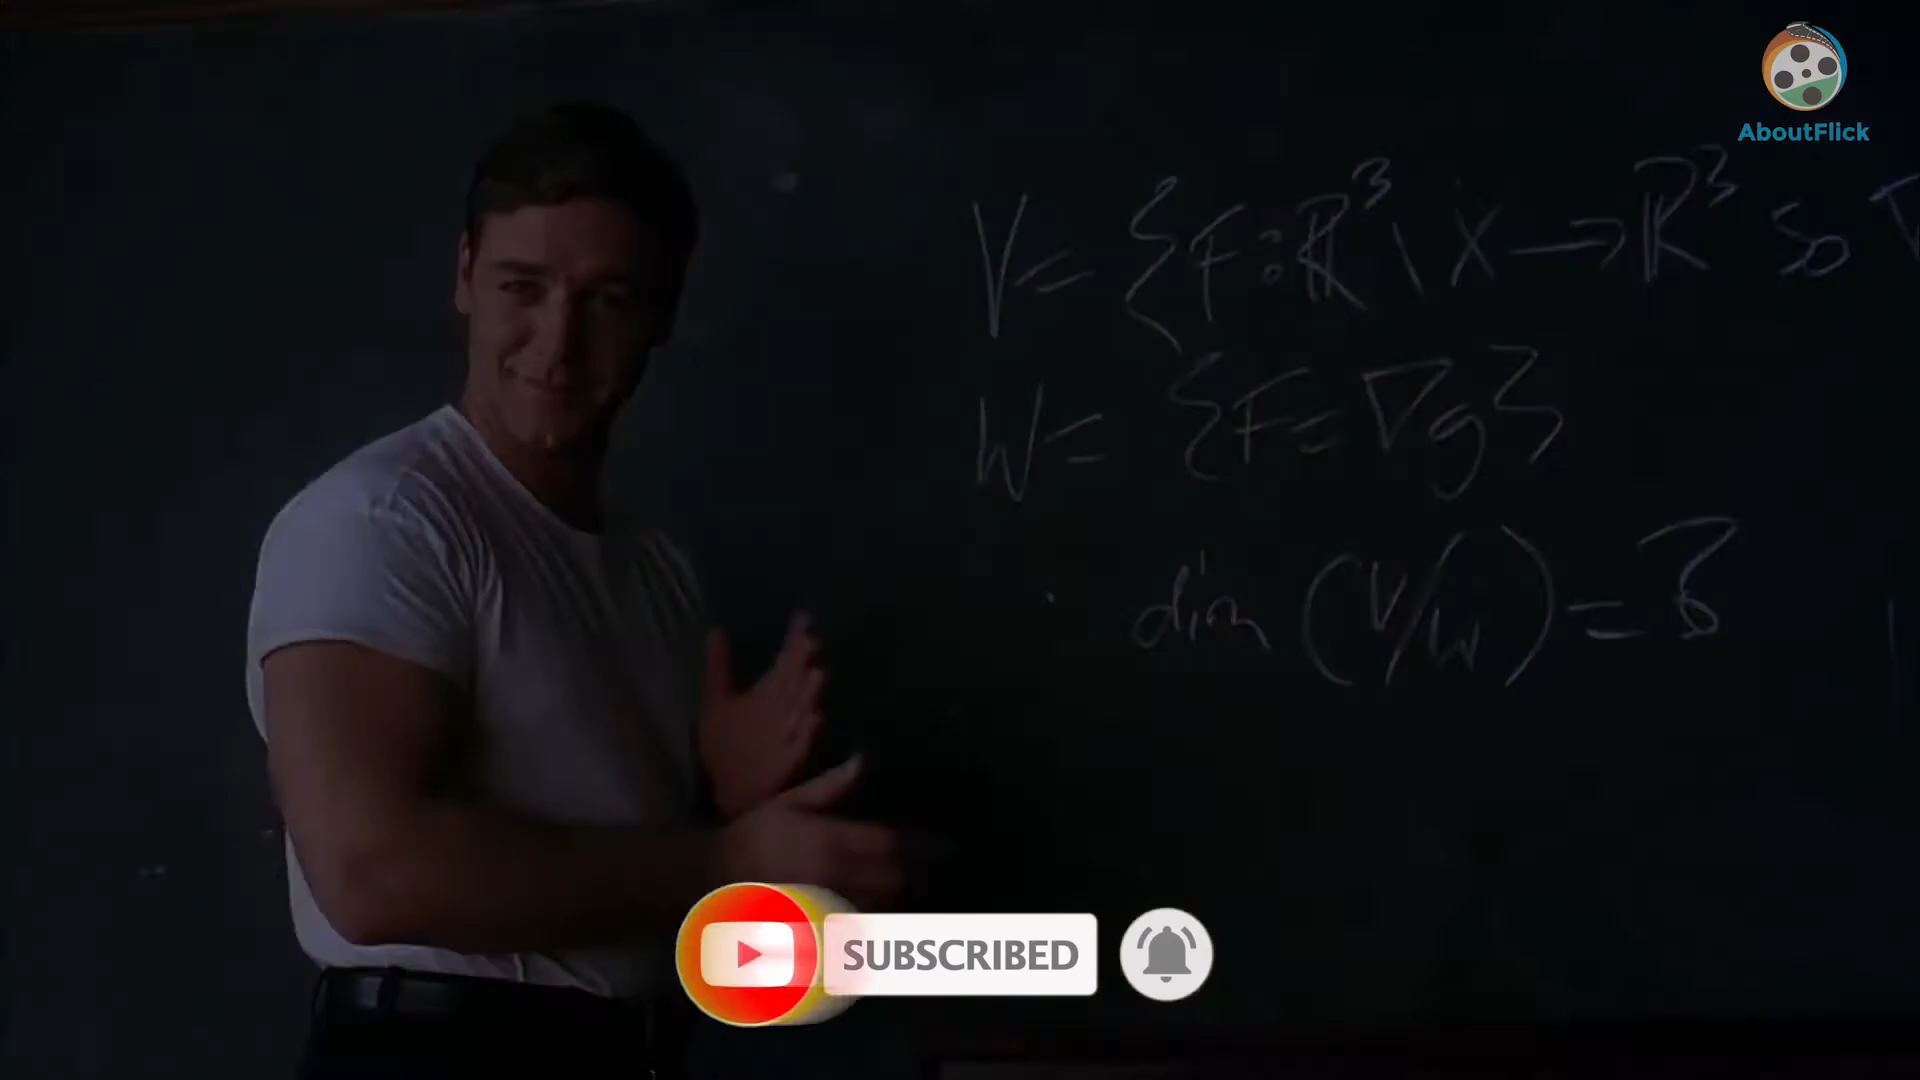 AboutFlick
V = {F : ℝ³ \ X → ℝ³ so ∇
W = {F = ∇g}
dim (V/W) = 8
SUBSCRIBED